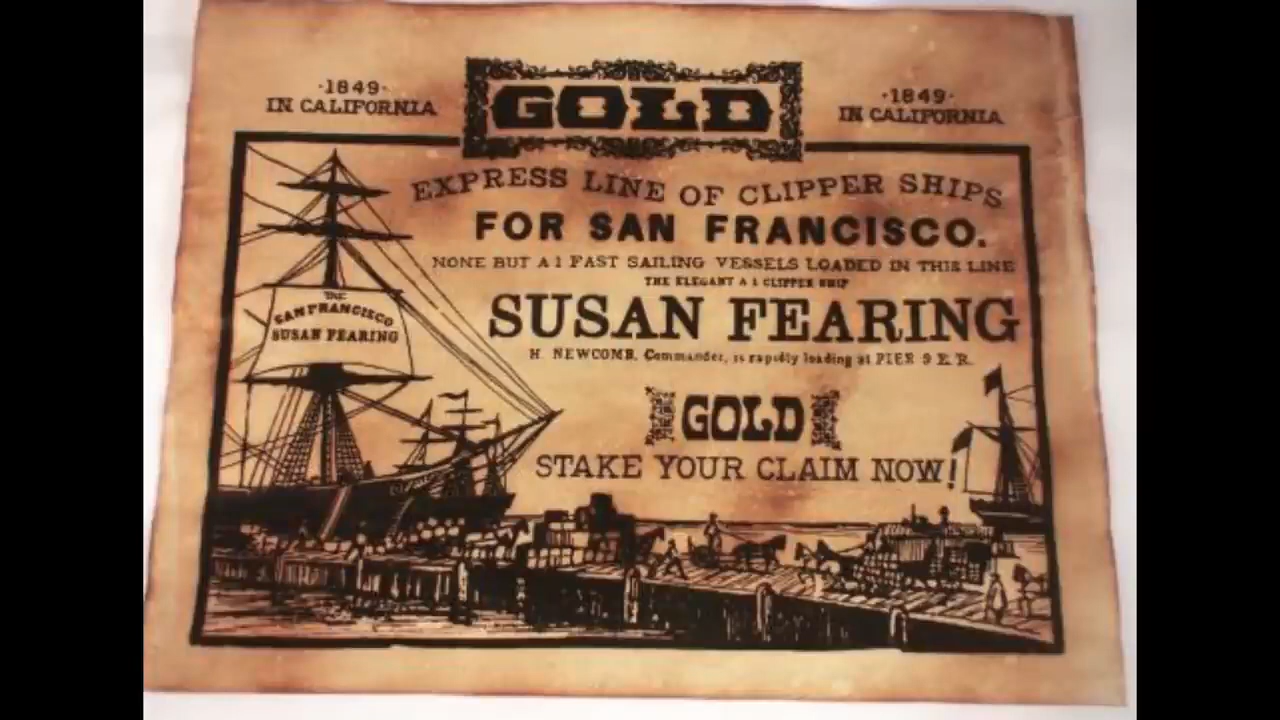 GOLD
·1849·
IN CALIFORNIA
·1849·
IN CALIFORNIA
EXPRESS LINE OF CLIPPER SHIPS
FOR SAN FRANCISCO.
NONE BUT A 1 FAST SAILING VESSELS LOADED IN THIS LINE
THE ELEGANT A 1 CLIPPER SHIP
SUSAN FEARING
H. NEWCOMB, Commander, is rapidly loading at PIER 9 E. R.
THE
SAN FRANCISCO
SUSAN FEARING
GOLD
STAKE YOUR CLAIM NOW!